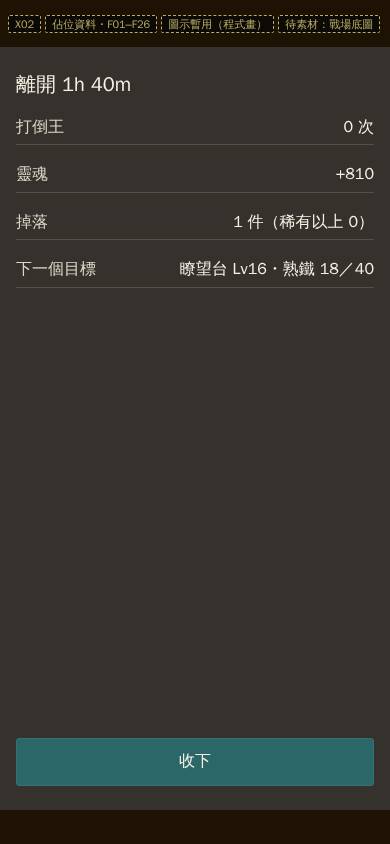 X02 佔位資料・F01–F26 圖示暫用（程式畫） 待素材：戰場底圖
離開 1h 40m
打倒王 0 次
靈魂 +810
掉落 1 件（稀有以上 0）
下一個目標 瞭望台 Lv16・熟鐵 18／40
收下